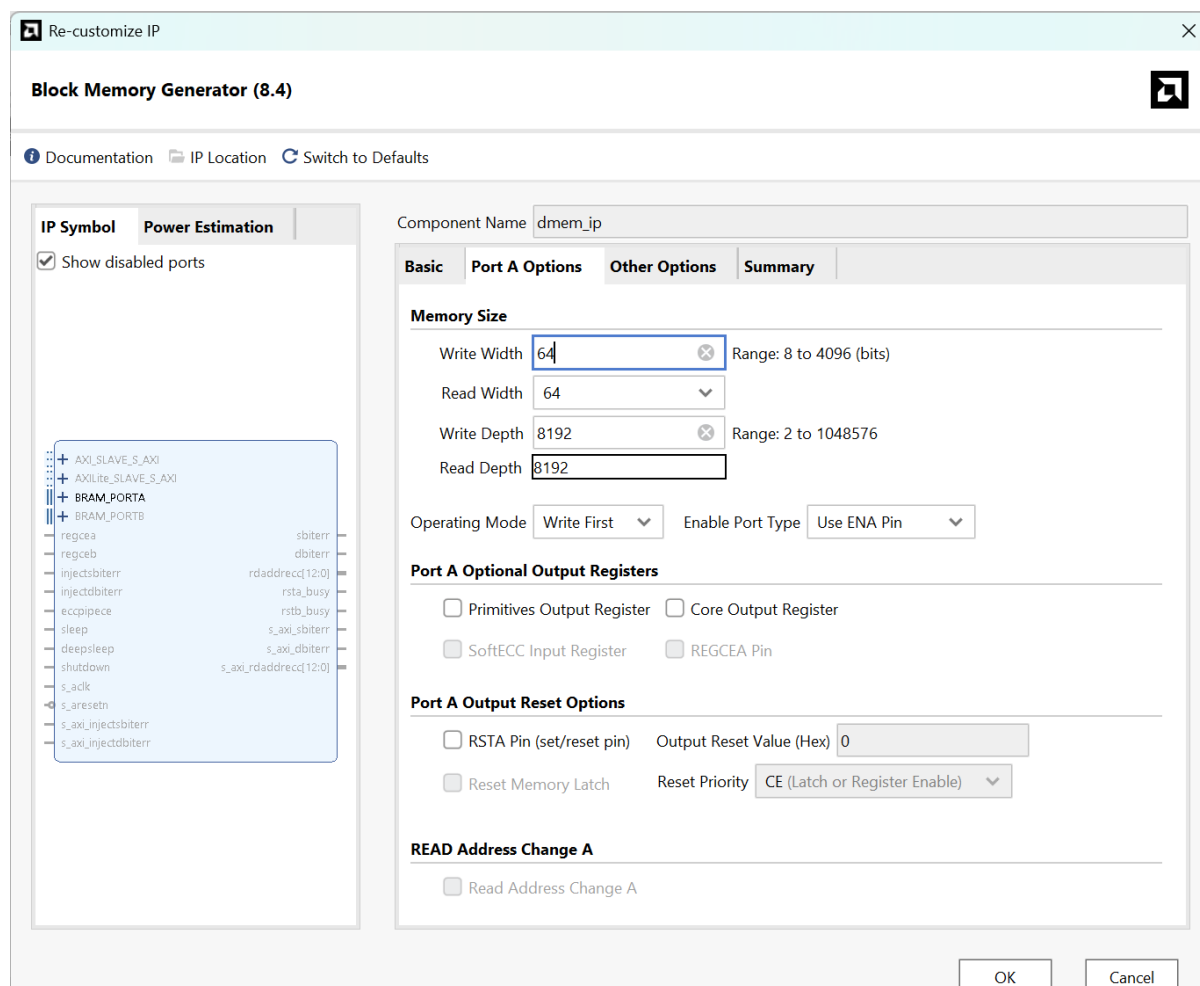 Re-customize IP
Block Memory Generator (8.4)
Documentation IP Location Switch to Defaults
IP Symbol Power Estimation
Show disabled ports
AXI_SLAVE_S_AXI
AXILite_SLAVE_S_AXI
BRAM_PORTA
BRAM_PORTB
regcea sbiterr
regceb dbiterr
injectsbiterr rdaddrecc[12:0]
injectdbiterr rsta_busy
eccpipece rstb_busy
sleep s_axi_sbiterr
deepsleep s_axi_dbiterr
shutdown s_axi_rdaddrecc[12:0]
s_aclk
s_aresetn
s_axi_injectsbiterr
s_axi_injectdbiterr
Component Name dmem_ip
Basic Port A Options Other Options Summary
Memory Size
Write Width 64 Range: 8 to 4096 (bits)
Read Width 64
Write Depth 8192 Range: 2 to 1048576
Read Depth 8192
Operating Mode Write First Enable Port Type Use ENA Pin
Port A Optional Output Registers
Primitives Output Register Core Output Register
SoftECC Input Register REGCEA Pin
Port A Output Reset Options
RSTA Pin (set/reset pin) Output Reset Value (Hex) 0
Reset Memory Latch Reset Priority CE (Latch or Register Enable)
READ Address Change A
Read Address Change A
OK Cancel